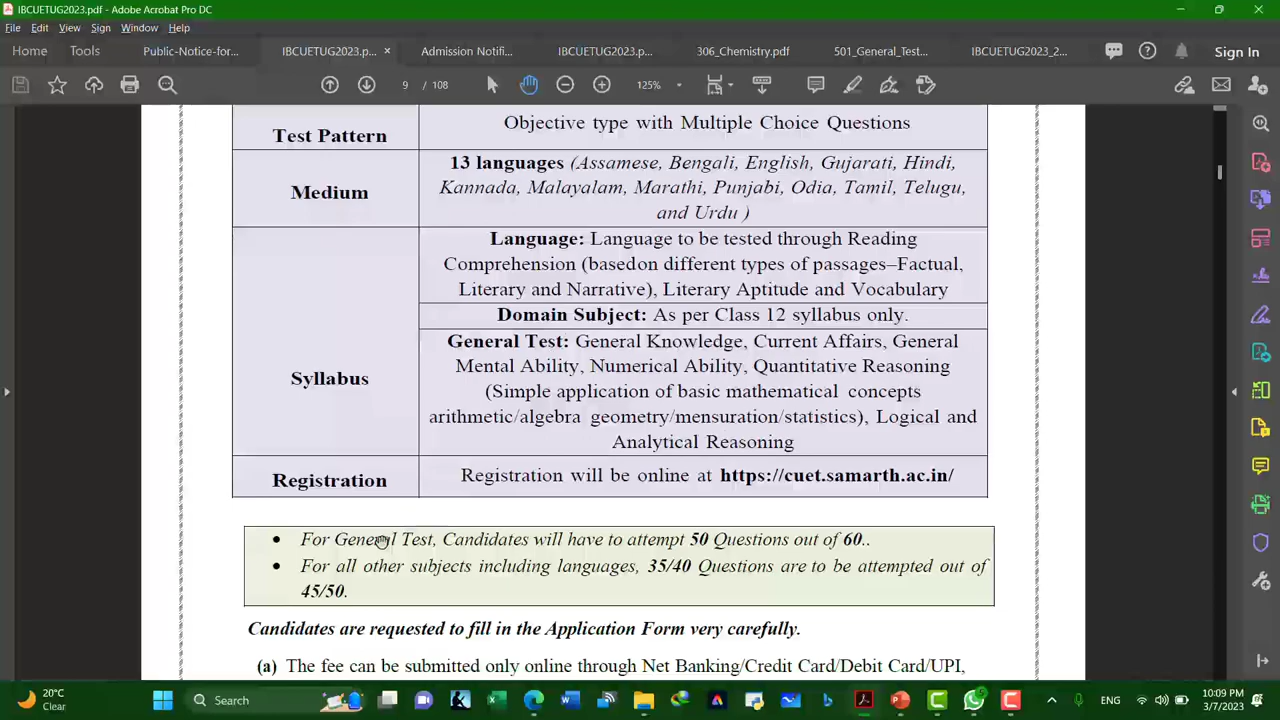 IBCUETUG2023.pdf - Adobe Acrobat Pro DC
File Edit View Sign Window Help
Home Tools Public-Notice-for-... IBCUETUG2023.p... × Admission Notifi... IBCUETUG2023.p... 306_Chemistry.pdf 501_General_Test... IBCUETUG2023_2... Sign In
9 / 108 125%
Test Pattern
Objective type with Multiple Choice Questions
Medium
13 languages (Assamese, Bengali, English, Gujarati, Hindi,
Kannada, Malayalam, Marathi, Punjabi, Odia, Tamil, Telugu,
and Urdu )
Syllabus
Language: Language to be tested through Reading
Comprehension (basedon different types of passages–Factual,
Literary and Narrative), Literary Aptitude and Vocabulary
Domain Subject: As per Class 12 syllabus only.
General Test: General Knowledge, Current Affairs, General
Mental Ability, Numerical Ability, Quantitative Reasoning
(Simple application of basic mathematical concepts
arithmetic/algebra geometry/mensuration/statistics), Logical and
Analytical Reasoning
Registration
Registration will be online at https://cuet.samarth.ac.in/
• For General Test, Candidates will have to attempt 50 Questions out of 60..
• For all other subjects including languages, 35/40 Questions are to be attempted out of
45/50.
Candidates are requested to fill in the Application Form very carefully.
(a) The fee can be submitted only online through Net Banking/Credit Card/Debit Card/UPI,
20°C
Clear
Search
ENG
10:09 PM
3/7/2023